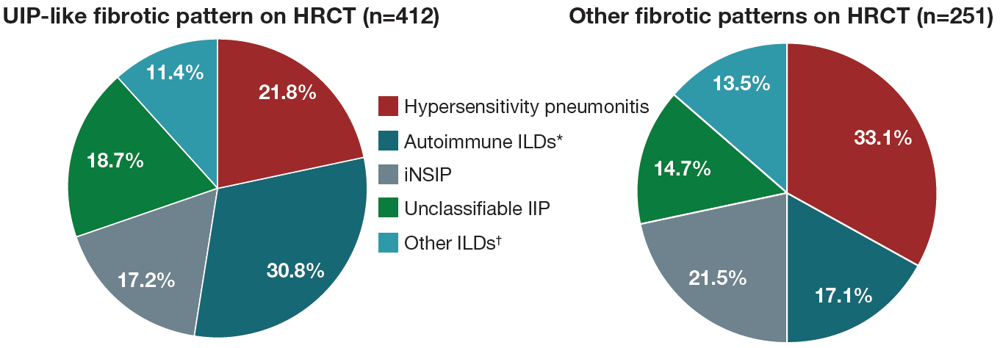 UIP-like fibrotic pattern on HRCT (n=412)
11.4%
21.8%
18.7%
17.2%
30.8%
Hypersensitivity pneumonitis
Autoimmune ILDs*
iNSIP
Unclassifiable IIP
Other ILDs†
Other fibrotic patterns on HRCT (n=251)
13.5%
33.1%
14.7%
21.5%
17.1%